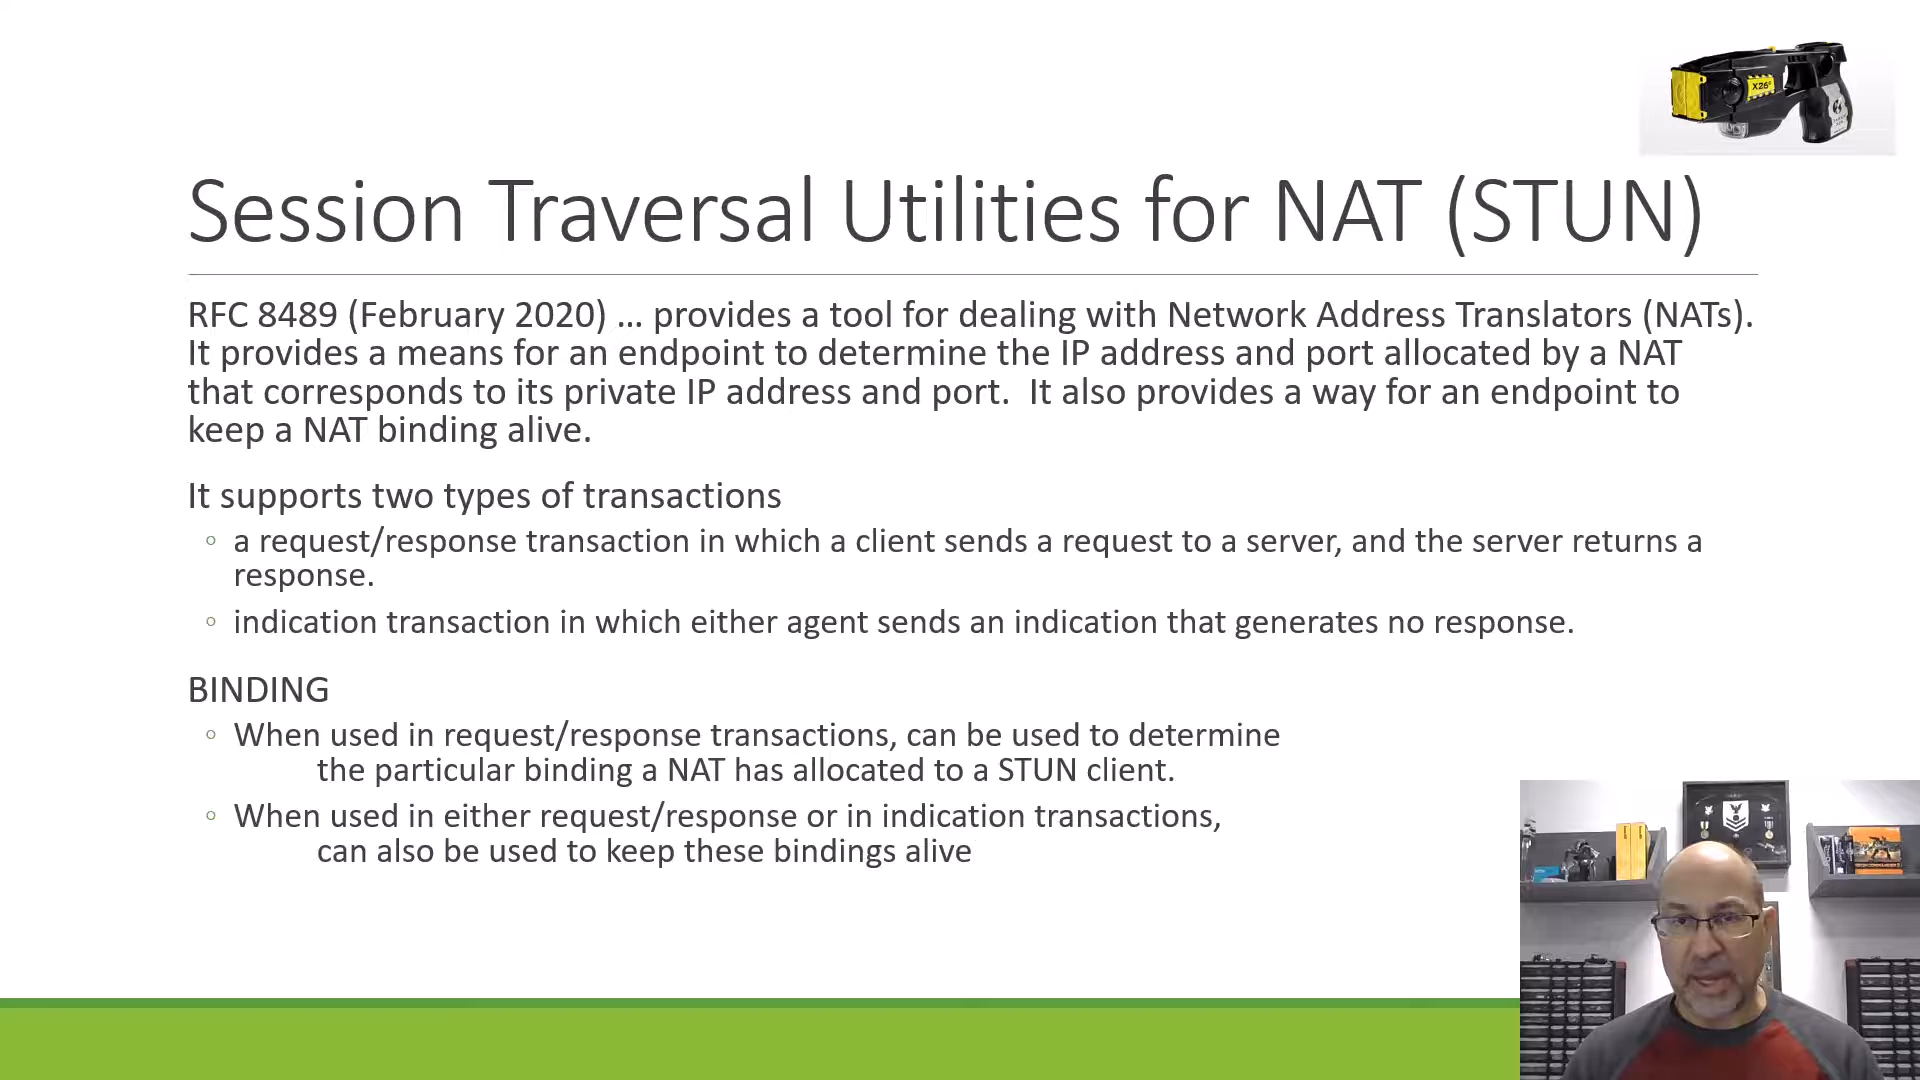 X26
Session Traversal Utilities for NAT (STUN)
RFC 8489 (February 2020) … provides a tool for dealing with Network Address Translators (NATs).
It provides a means for an endpoint to determine the IP address and port allocated by a NAT
that corresponds to its private IP address and port.  It also provides a way for an endpoint to
keep a NAT binding alive.
It supports two types of transactions
◦ a request/response transaction in which a client sends a request to a server, and the server returns a
response.
◦ indication transaction in which either agent sends an indication that generates no response.
BINDING
◦ When used in request/response transactions, can be used to determine
the particular binding a NAT has allocated to a STUN client.
◦ When used in either request/response or in indication transactions,
can also be used to keep these bindings alive